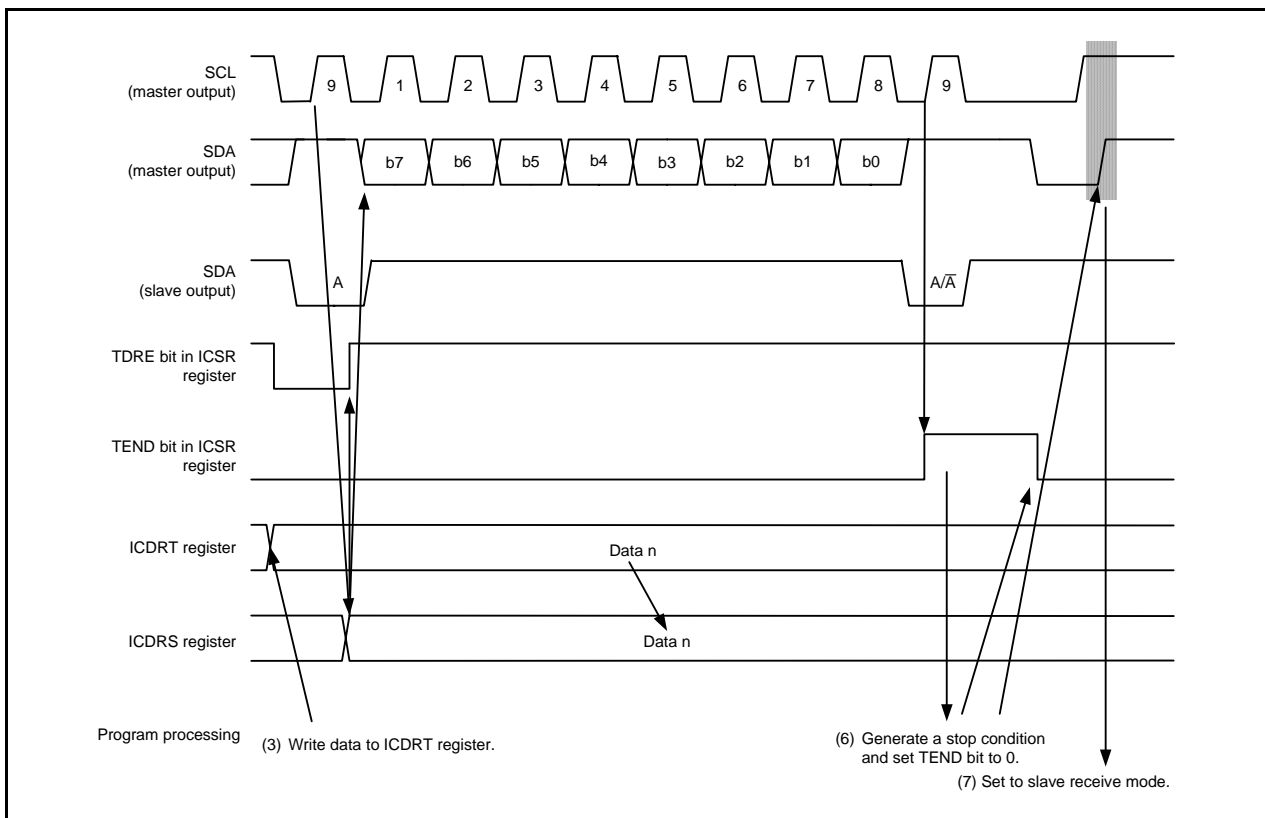 SCL
(master output)
9 1 2 3 4 5 6 7 8 9
SDA
(master output)
b7 b6 b5 b4 b3 b2 b1 b0
SDA
(slave output)
A A/A̅
TDRE bit in ICSR
register
TEND bit in ICSR
register
ICDRT register
Data n
ICDRS register
Data n
Program processing
(3) Write data to ICDRT register.
(6) Generate a stop condition
and set TEND bit to 0.
(7) Set to slave receive mode.